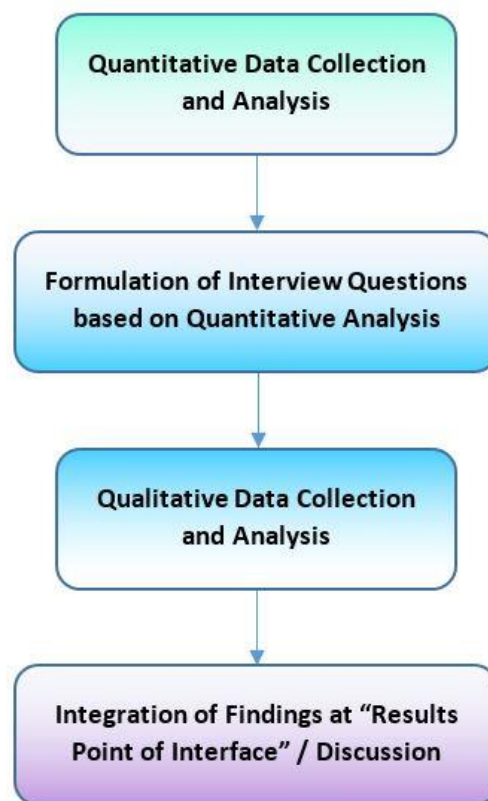 Quantitative Data Collection
and Analysis
Formulation of Interview Questions
based on Quantitative Analysis
Qualitative Data Collection
and Analysis
Integration of Findings at “Results
Point of Interface” / Discussion